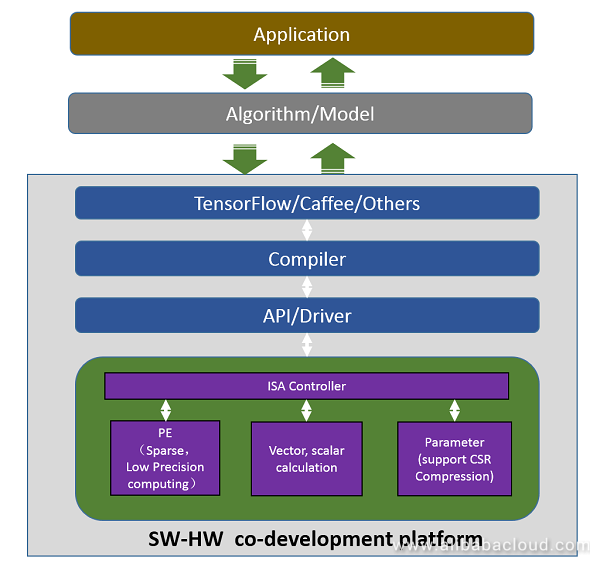 Application
Algorithm/Model
TensorFlow/Caffee/Others
Compiler
API/Driver
ISA Controller
PE
（Sparse，
Low Precision
computing）
Vector, scalar
calculation
Parameter
(support CSR
Compression)
SW-HW co-development platform
www.alibabacloud.com